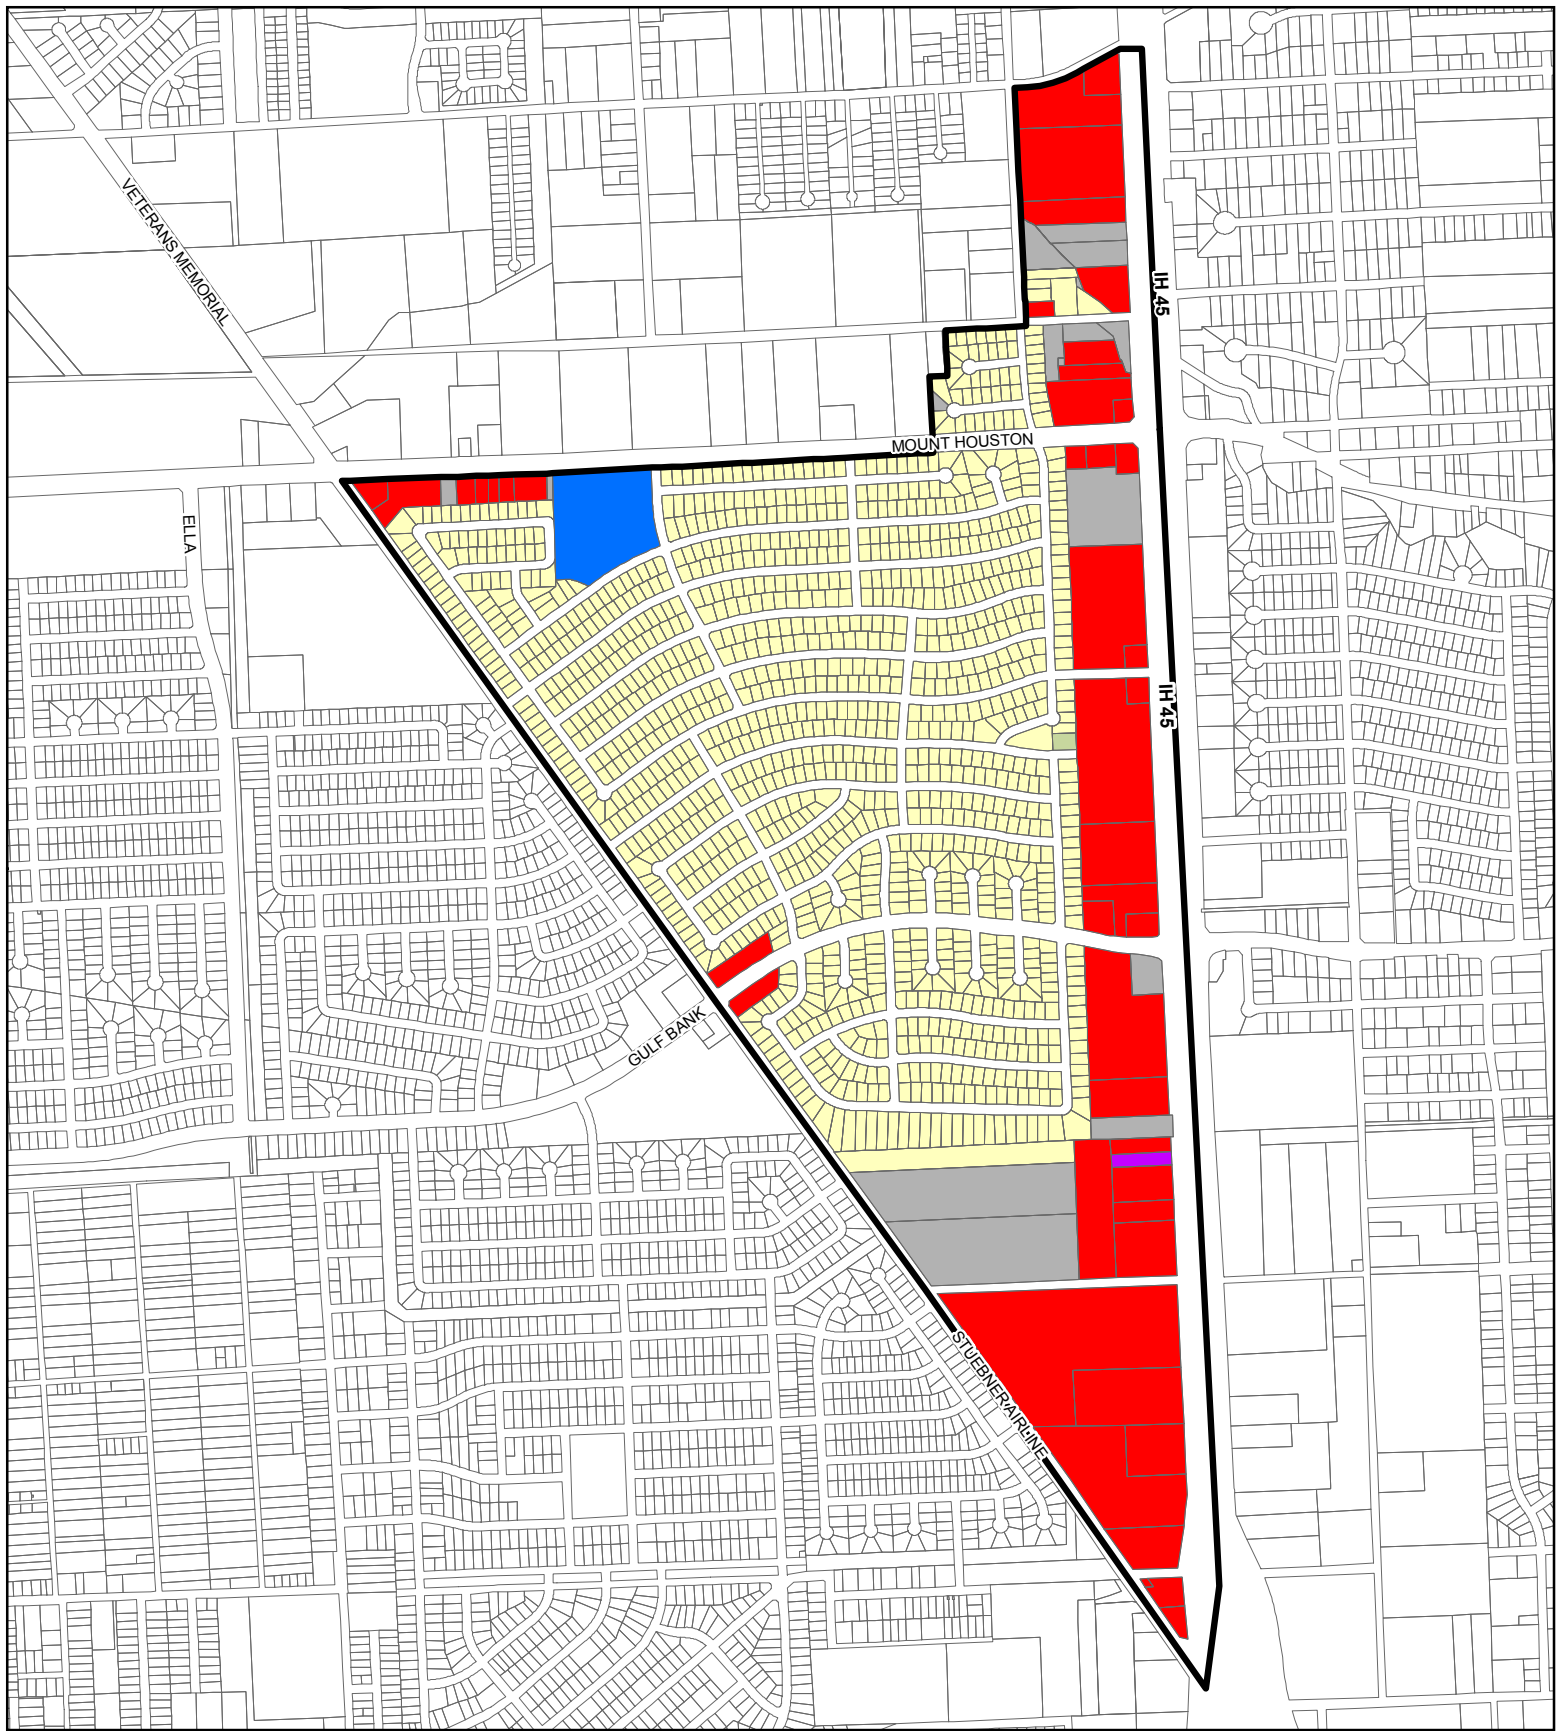 VETERANS MEMORIAL
IH 45
MOUNT HOUSTON
ELLA
IH 45
GULF BANK
STUEBNER AIRLINE